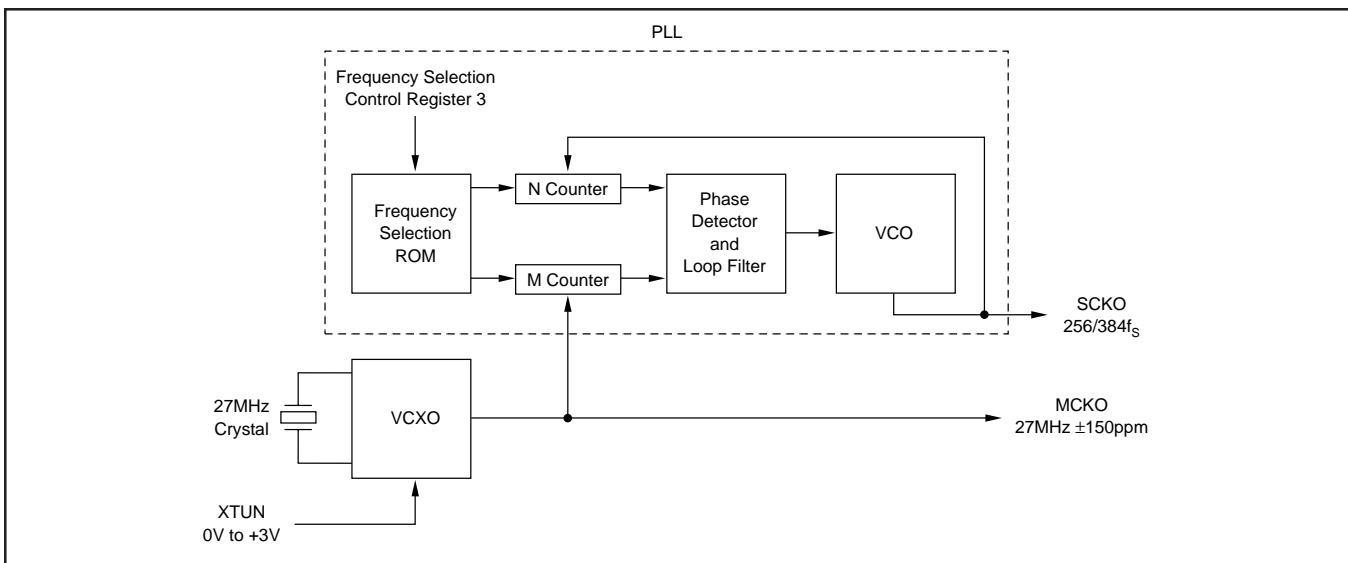 PLL
Frequency Selection
Control Register 3
Frequency
Selection
ROM
N Counter
M Counter
Phase
Detector
and
Loop Filter
VCO
SCKO
256/384fS
27MHz
Crystal
VCXO
MCKO
27MHz ±150ppm
XTUN
0V to +3V